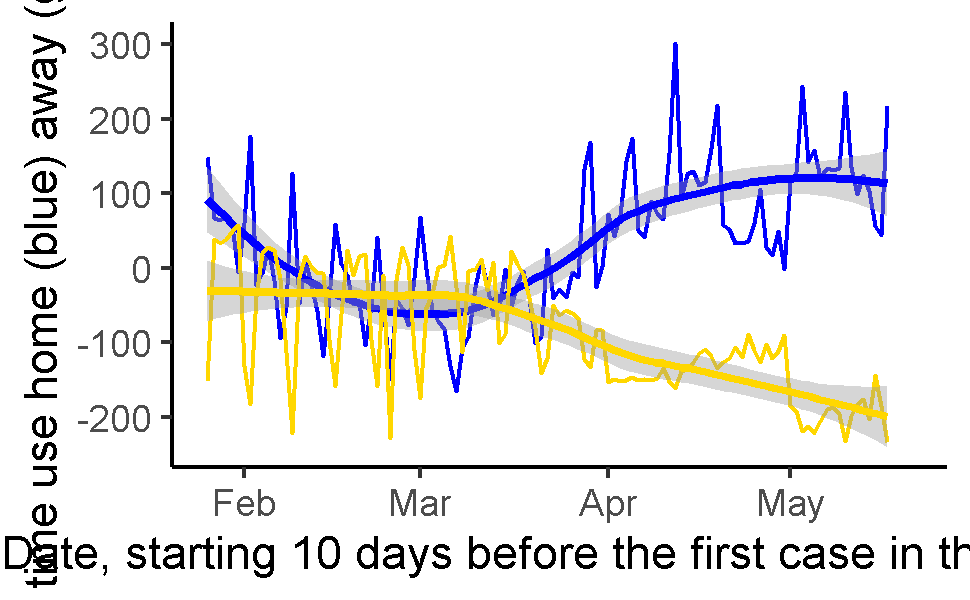 time use home (blue) away (
300
200
100
0
-100
-200
Feb Mar Apr May
Date, starting 10 days before the first case in th